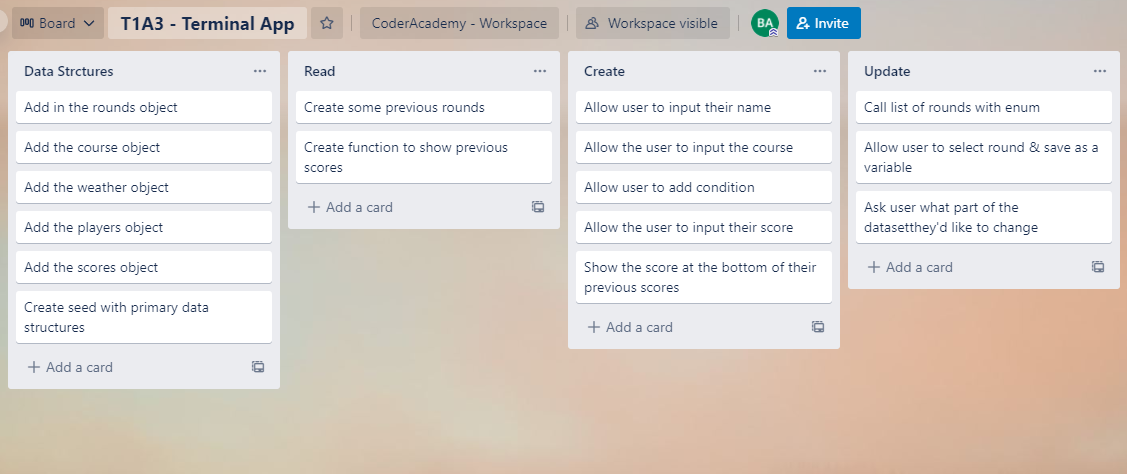 Board
T1A3 - Terminal App
CoderAcademy - Workspace
Workspace visible
BA
Invite
Data Strctures
Add in the rounds object
Add the course object
Add the weather object
Add the players object
Add the scores object
Create seed with primary data
structures
+ Add a card
Read
Create some previous rounds
Create function to show previous
scores
+ Add a card
Create
Allow user to input their name
Allow the user to input the course
Allow user to add condition
Allow the user to input their score
Show the score at the bottom of their
previous scores
+ Add a card
Update
Call list of rounds with enum
Allow user to select round & save as a
variable
Ask user what part of the
datasetthey'd like to change
+ Add a card